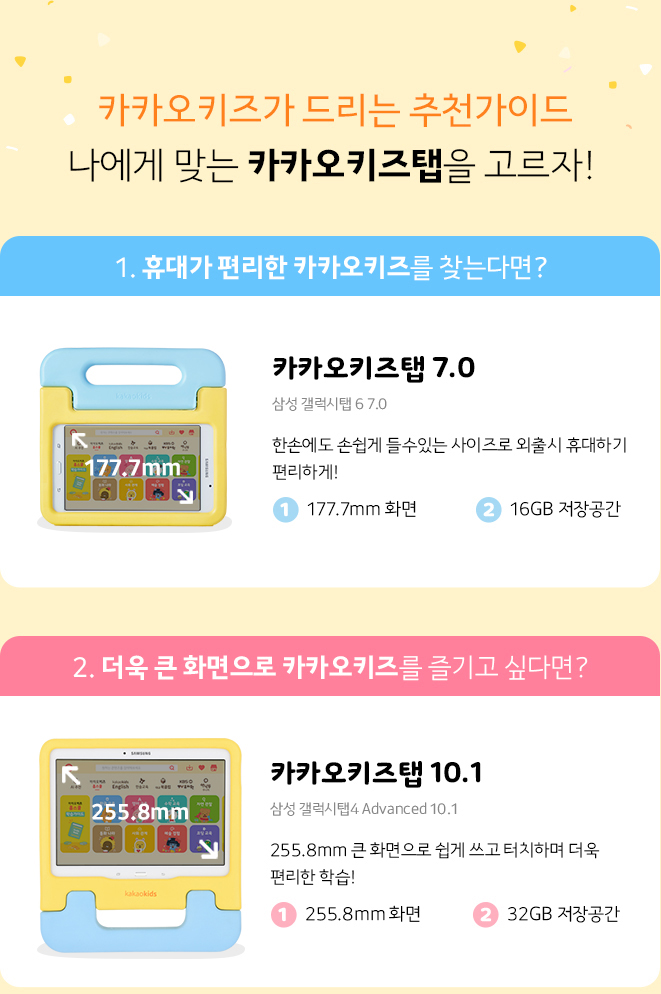 카카오키즈가 드리는 추천가이드
나에게 맞는 카카오키즈탭을 고르자!
1. 휴대가 편리한 카카오키즈를 찾는다면?
카카오키즈탭 7.0
삼성 갤럭시탭 6 7.0
한손에도 손쉽게 들수있는 사이즈로 외출시 휴대하기
편리하게!
1 177.7mm 화면
2 16GB 저장공간
kakaokids
SAMSUNG
177.7mm
2. 더욱 큰 화면으로 카카오키즈를 즐기고 싶다면?
SAMSUNG
English
255.8mm
kakaokids
카카오키즈탭 10.1
삼성 갤럭시탭4 Advanced 10.1
255.8mm 큰 화면으로 쉽게 쓰고 터치하며 더욱
편리한 학습!
1 255.8mm 화면
2 32GB 저장공간